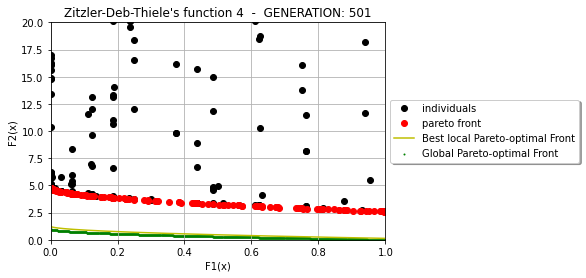 Zitzler-Deb-Thiele's function 4 - GENERATION: 501
20.0
17.5
15.0
12.5
10.0
7.5
5.0
2.5
0.0
F2(x)
0.0 0.2 0.4 0.6 0.8 1.0
F1(x)
individuals
pareto front
Best local Pareto-optimal Front
Global Pareto-optimal Front